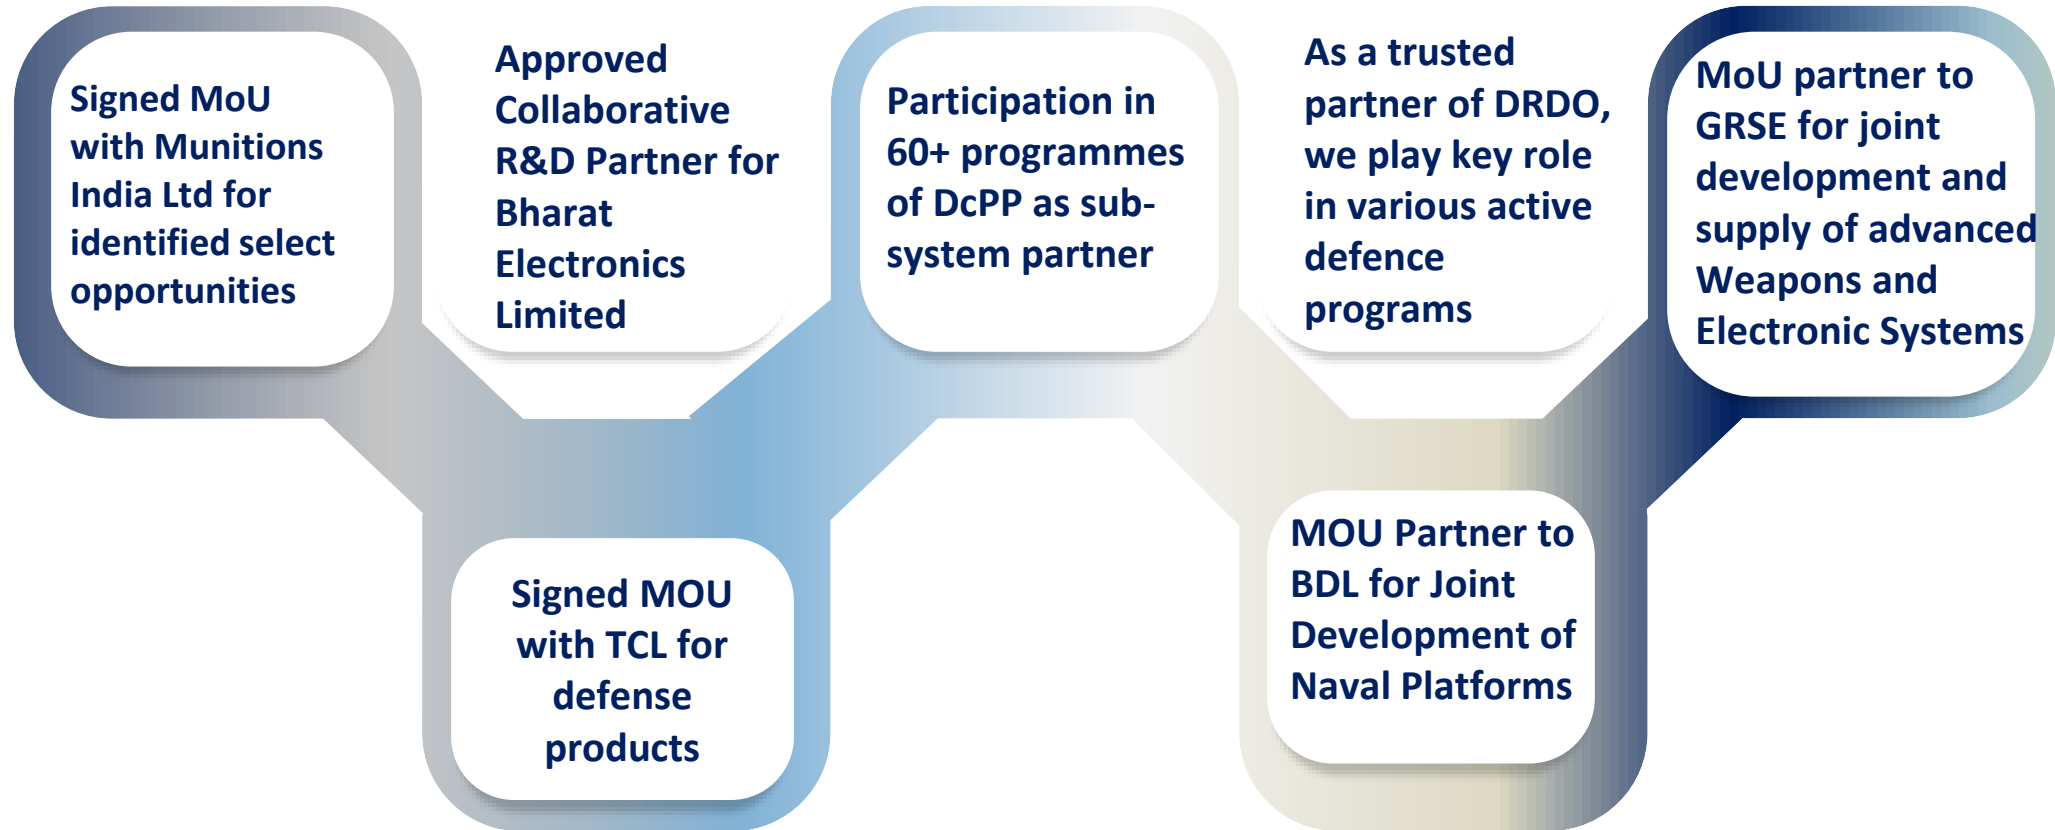 Signed MoU
with Munitions
India Ltd for
identified select
opportunities
Approved
Collaborative
R&D Partner for
Bharat
Electronics
Limited
Participation in
60+ programmes
of DcPP as sub-
system partner
As a trusted
partner of DRDO,
we play key role
in various active
defence
programs
MoU partner to
GRSE for joint
development and
supply of advanced
Weapons and
Electronic Systems
Signed MOU
with TCL for
defense
products
MOU Partner to
BDL for Joint
Development of
Naval Platforms